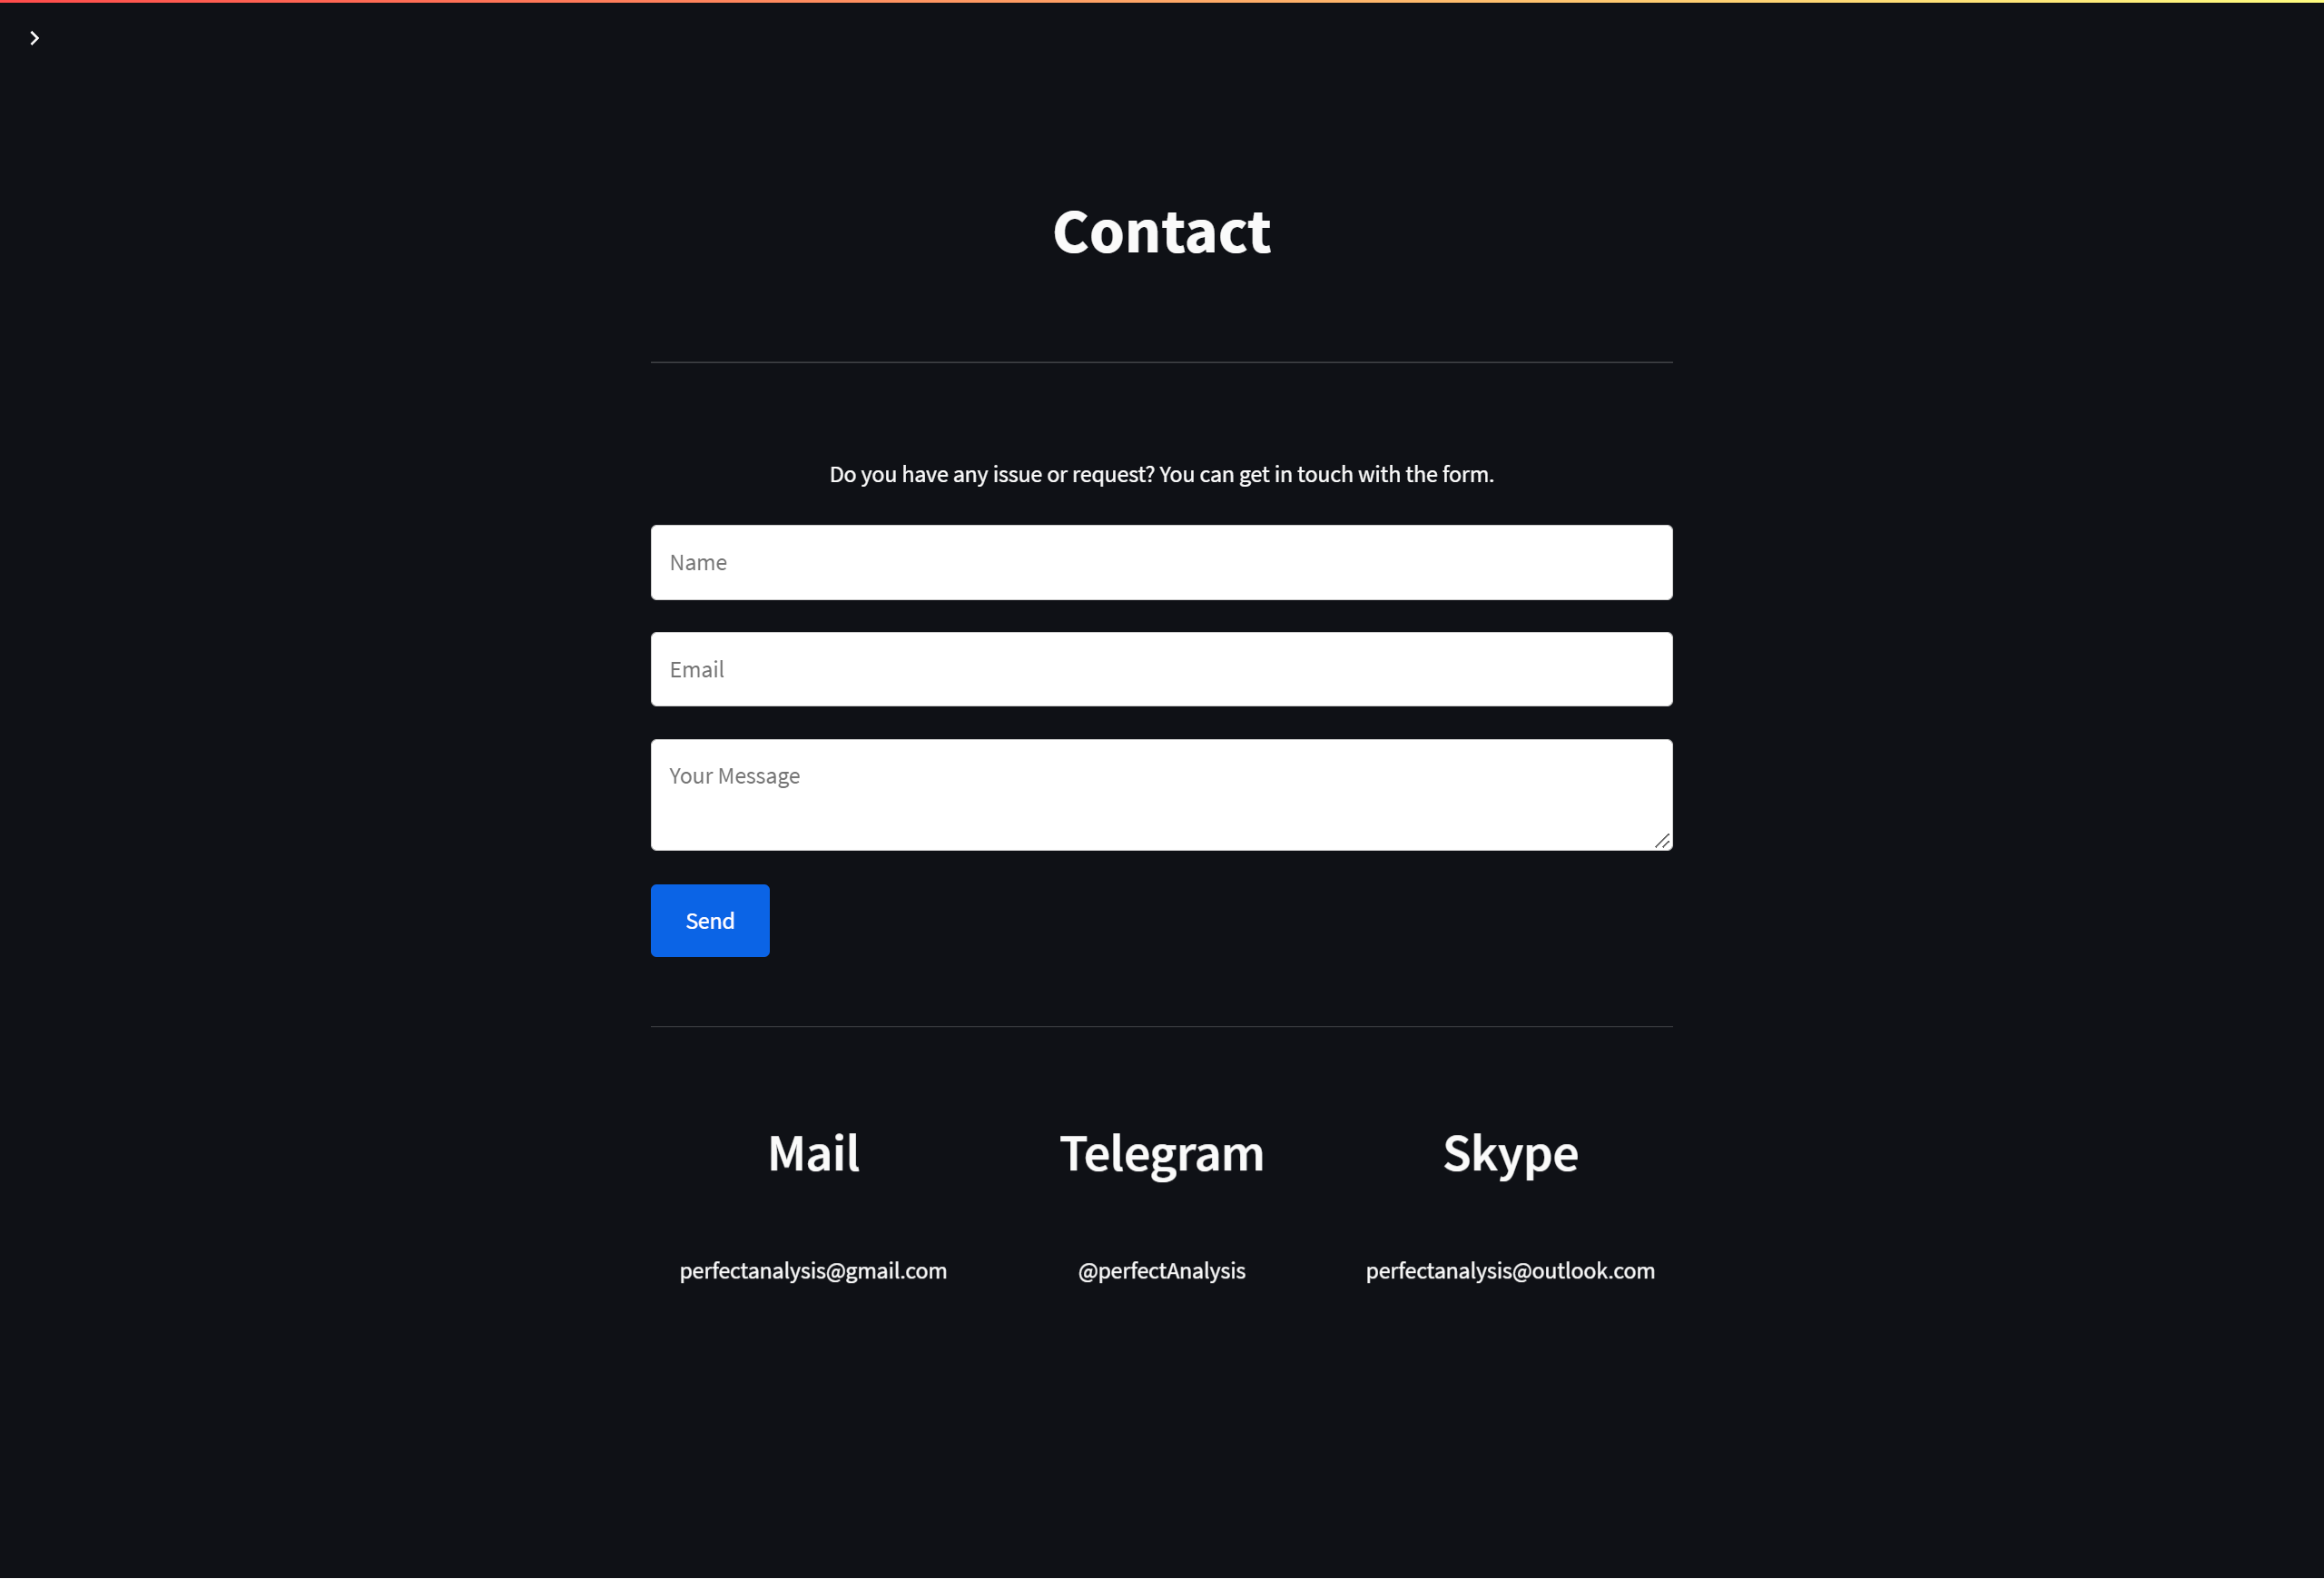 Contact
Do you have any issue or request? You can get in touch with the form.
Name
Email
Your Message
Send
Mail
Telegram
Skype
perfectanalysis@gmail.com
@perfectAnalysis
perfectanalysis@outlook.com